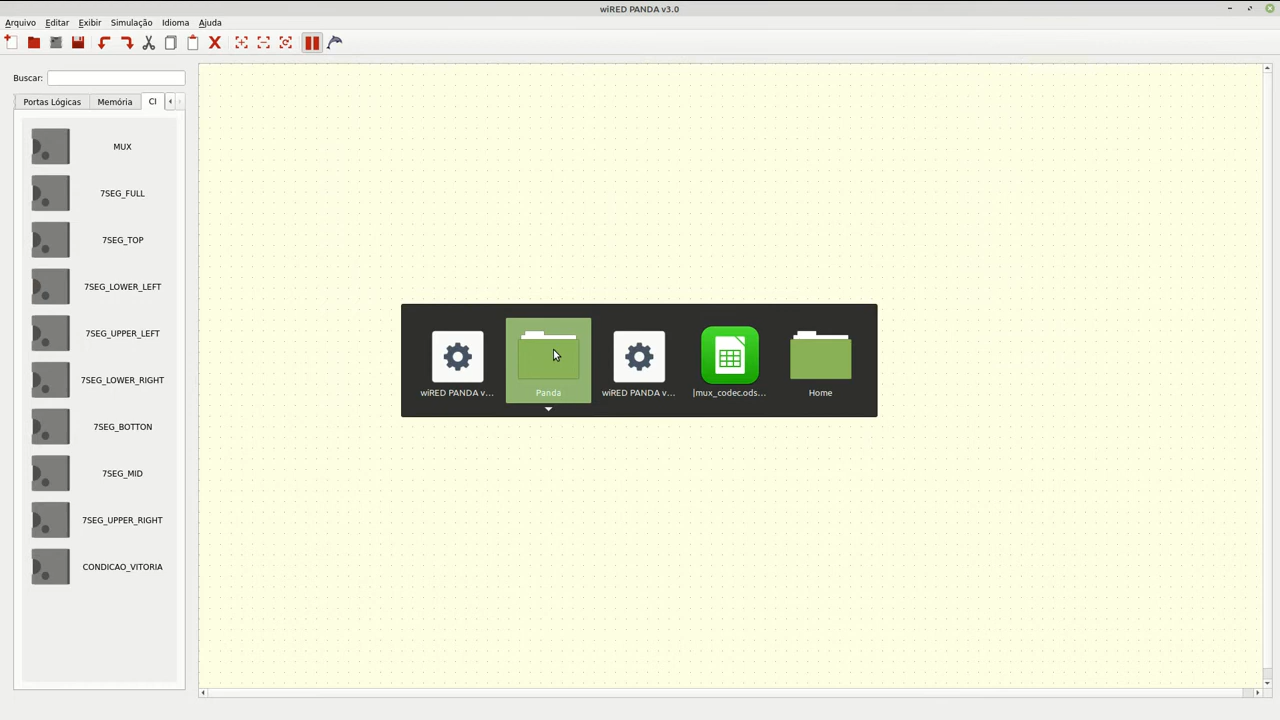 wiRED PANDA v3.0
Arquivo Editar Exibir Simulação Idioma Ajuda
Buscar:
Portas Lógicas Memória CI
MUX
7SEG_FULL
7SEG_TOP
7SEG_LOWER_LEFT
7SEG_UPPER_LEFT
7SEG_LOWER_RIGHT
7SEG_BOTTON
7SEG_MID
7SEG_UPPER_RIGHT
CONDICAO_VITORIA
wiRED PANDA v... Panda wiRED PANDA v... |mux_codec.ods... Home